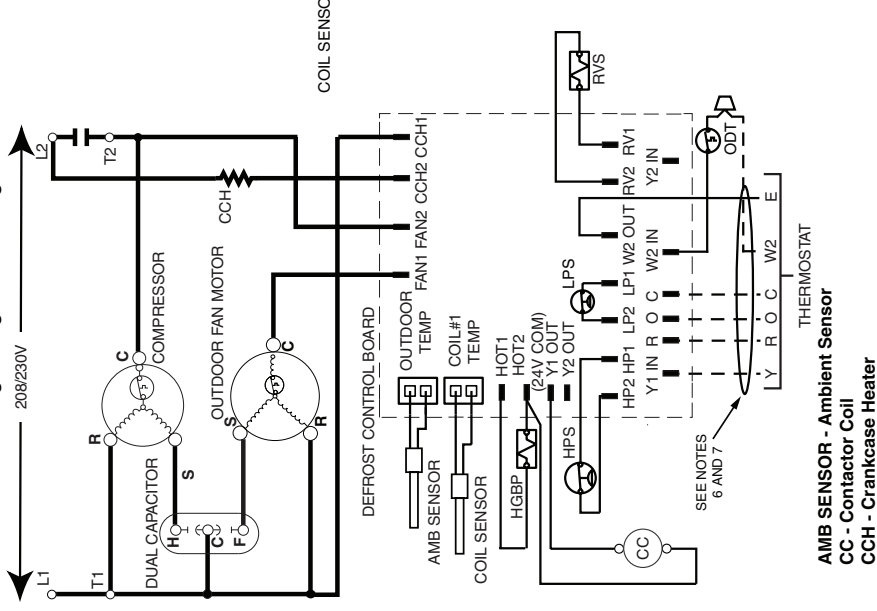 208/230V
L1
L2
T1
T2
R
C
COMPRESSOR
S
DUAL CAPACITOR
H
C
F
OUTDOOR FAN MOTOR
S
C
R
CCH
COIL SENSO
DEFROST CONTROL BOARD
FAN1 FAN2 CCH2 CCH1
OUTDOOR
TEMP
COIL#1
TEMP
AMB SENSOR
COIL SENSOR
HOT1
HOT2
(24V COM)
Y1 OUT
Y2 OUT
HGBP
HPS
LPS
HP2 HP1 LP2 LP1 W2 OUT RV2 RV1
Y1 IN R O C W2 IN Y2 IN
RVS
ODT
CC
SEE NOTES
6 AND 7
Y R O C W2 E
THERMOSTAT
AMB SENSOR - Ambient Sensor
CC - Contactor Coil
CCH - Crankcase Heater